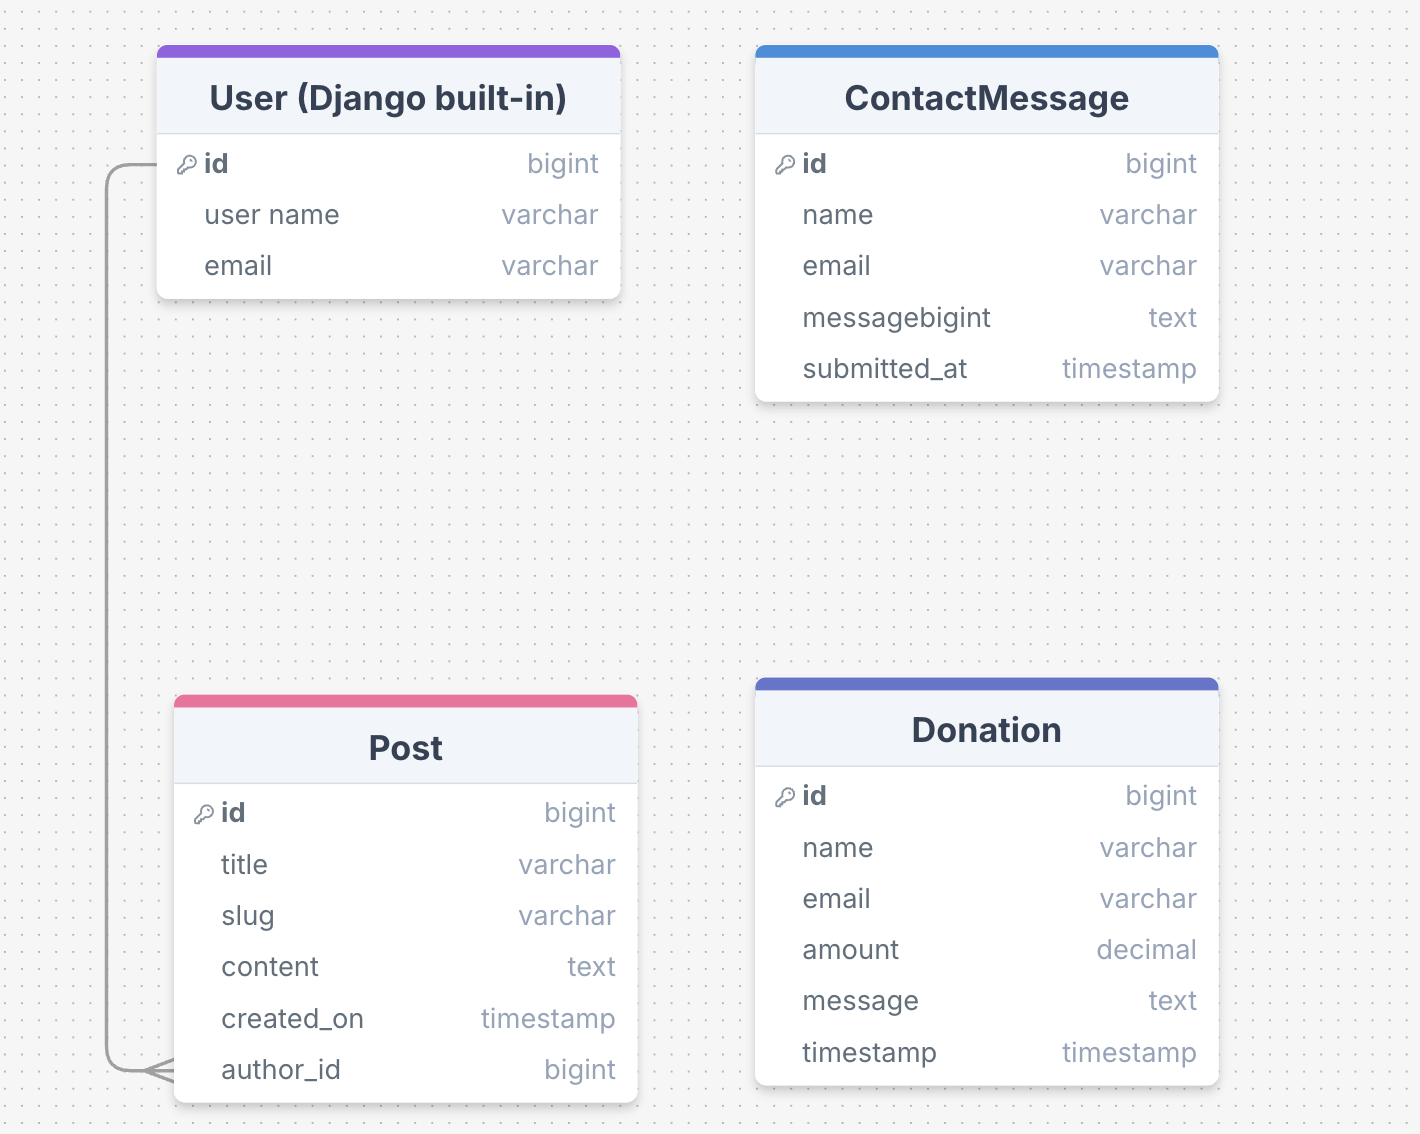 User (Django built-in)
id bigint
user name varchar
email varchar
ContactMessage
id bigint
name varchar
email varchar
messagebigint text
submitted_at timestamp
Post
id bigint
title varchar
slug varchar
content text
created_on timestamp
author_id bigint
Donation
id bigint
name varchar
email varchar
amount decimal
message text
timestamp timestamp